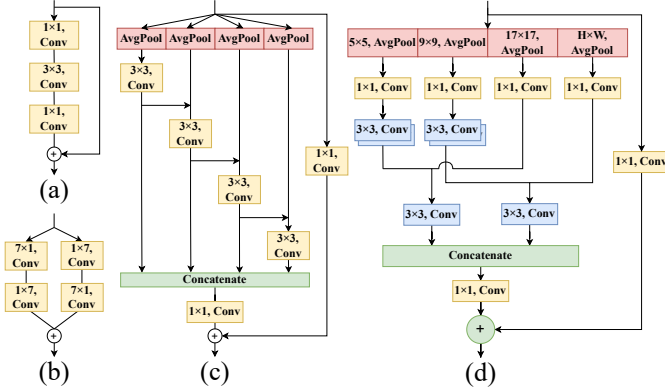 1×1,
Conv
3×3,
Conv
1×1,
Conv
+
(a)
7×1,
Conv
1×7,
Conv
1×7,
Conv
7×1,
Conv
+
(b)
AvgPool AvgPool AvgPool AvgPool
3×3,
Conv
3×3,
Conv
3×3,
Conv
3×3,
Conv
1×1,
Conv
Concatenate
1×1, Conv
+
(c)
5×5, AvgPool
9×9, AvgPool
17×17,
AvgPool
H×W,
AvgPool
1×1, Conv
1×1, Conv
1×1, Conv
1×1, Conv
3×3, Conv
3×3, Conv
1×1, Conv
3×3, Conv
3×3, Conv
Concatenate
1×1, Conv
+
(d)